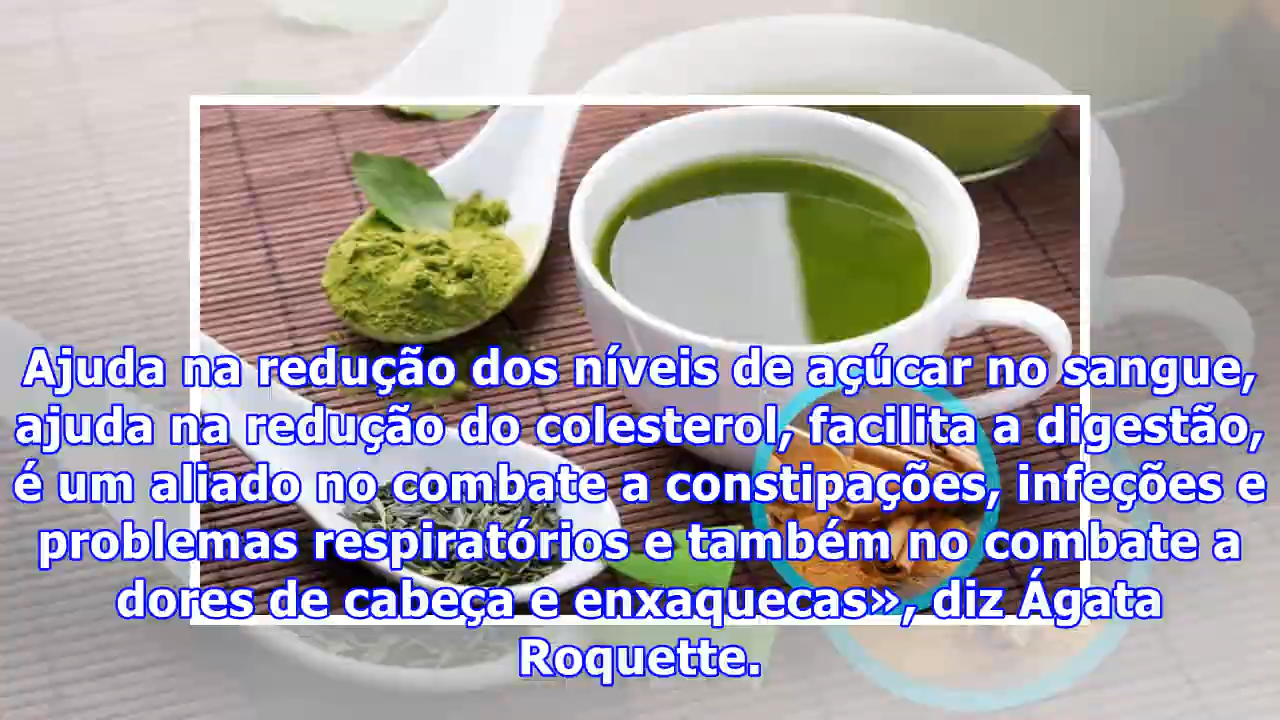 Ajuda na redução dos níveis de açúcar no sangue,
ajuda na redução do colesterol, facilita a digestão,
é um aliado no combate a constipações, infeções e
problemas respiratórios e também no combate a
dores de cabeça e enxaquecas», diz Ágata
Roquette.